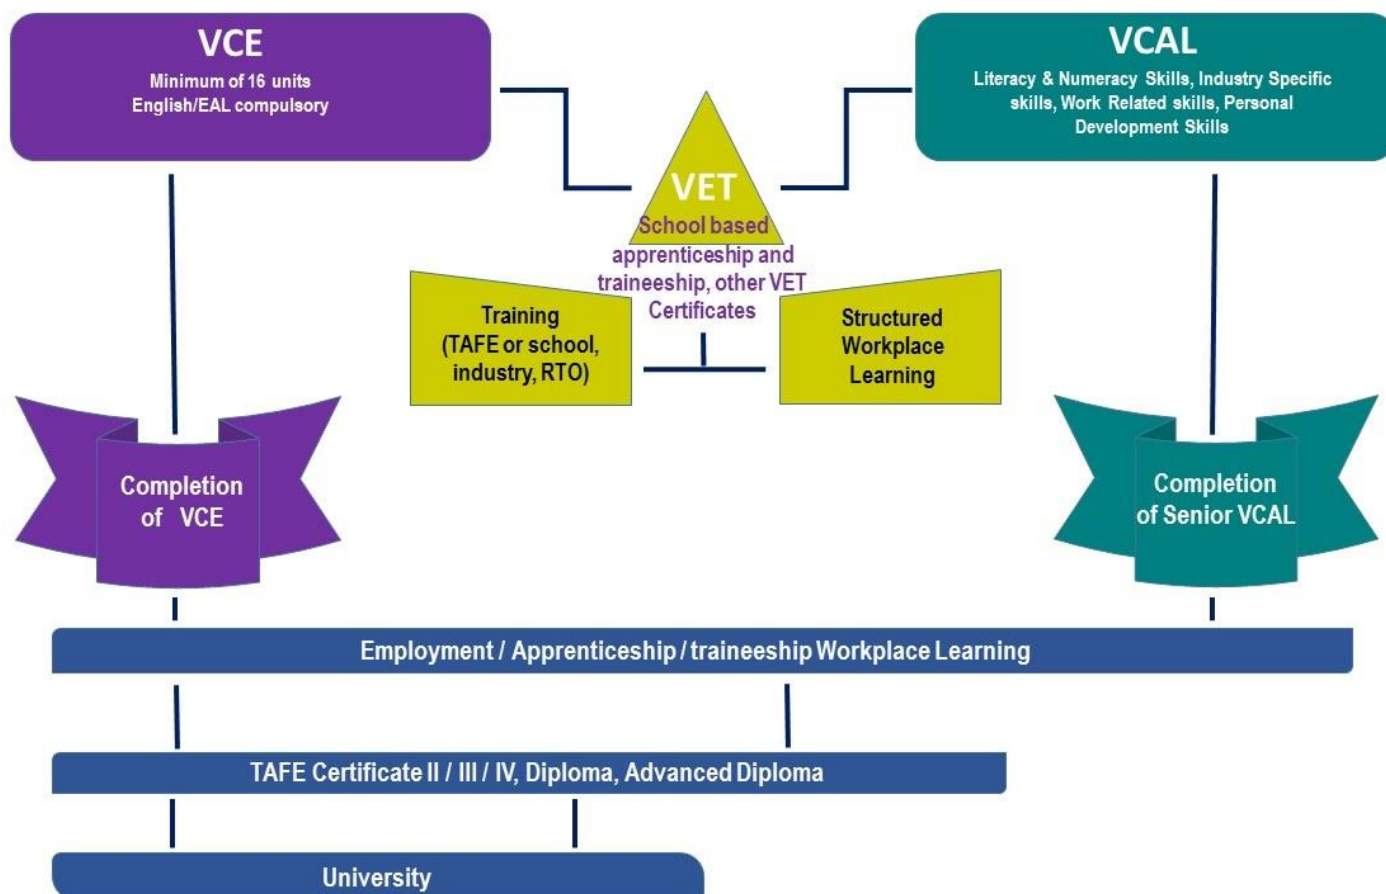 VCE
Minimum of 16 units
English/EAL compulsory
VCAL
Literacy & Numeracy Skills, Industry Specific
skills, Work Related skills, Personal
Development Skills
VET
School based
apprenticeship and
traineeship, other VET
Certificates
Training
(TAFE or school,
industry, RTO)
Structured
Workplace
Learning
Completion
of VCE
Completion
of Senior VCAL
Employment / Apprenticeship / traineeship Workplace Learning
TAFE Certificate II / III / IV, Diploma, Advanced Diploma
University